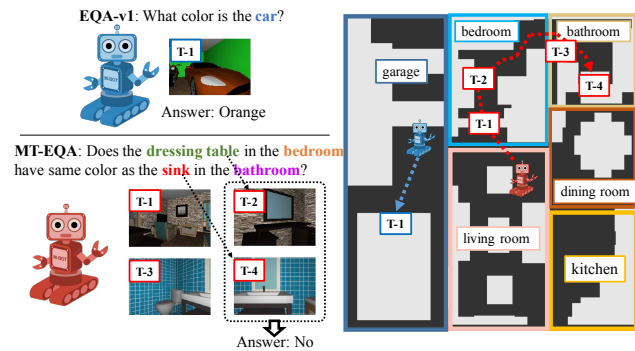 EQA-v1: What color is the car?
T-1
Answer: Orange
MT-EQA: Does the dressing table in the bedroom
have same color as the sink in the bathroom?
T-1
T-2
T-3
T-4
Answer: No
garage
T-1
bedroom
T-2
T-1
bathroom
T-3
T-4
dining room
living room
kitchen